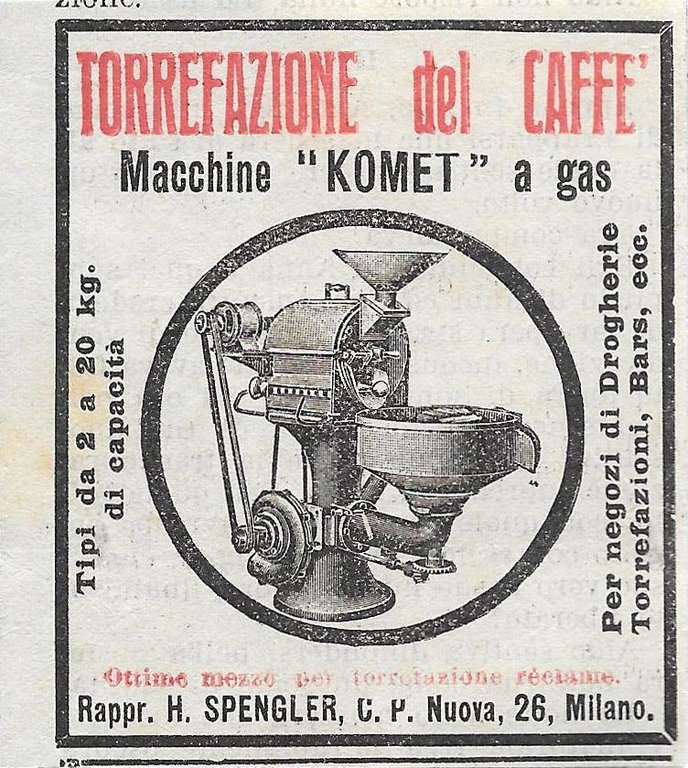 zione.
TORREFAZIONE del CAFFE'
Macchine "KOMET" a gas
Tipi da 2 a 20 kg.
di capacità
Per negozi di Drogherie
Torrefazioni, Bars, ecc.
Ottimo mezzo per torrefazione réclame.
Rappr. H. SPENGLER, C. P. Nuova, 26, Milano.